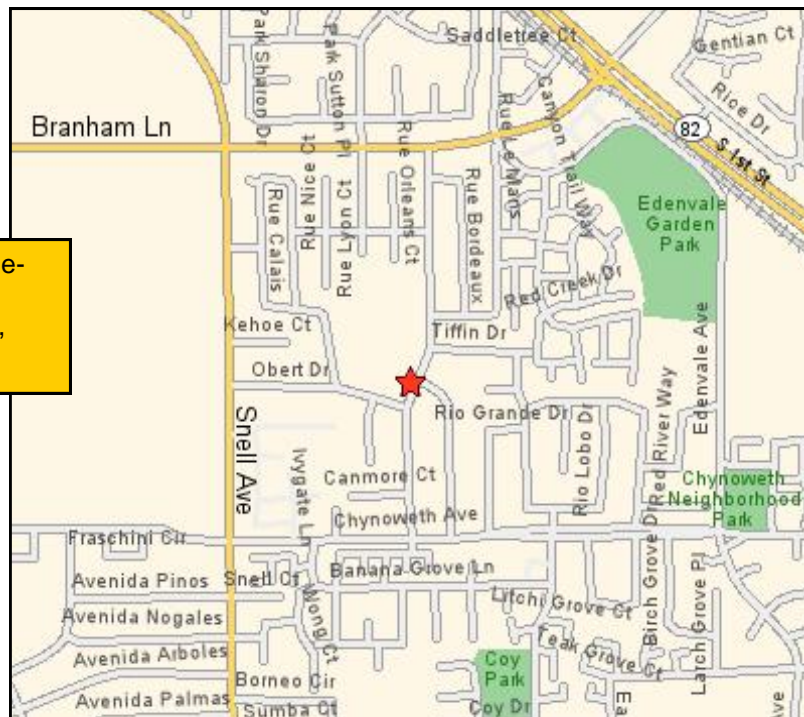 Saddlettee Ct
Gentian Ct
Park Sharon Dr
Park Sutton Pl
Canyon Trail Way
Rice Dr
Branham Ln
82
S 1st St
Rue Nice Ct
Rue Lyon Ct
Rue Orleans Ct
Rue Le Mans
Rue Bordeaux
Rue Calais
Edenvale
Garden
Park
e-
,
Red Creek Dr
Kehoe Ct
Tiffin Dr
Obert Dr
Edenvale Ave
Snell Ave
Rio Grande Dr
Rio Lobo Dr
Red River Way
Ivygate Ln
Canmore Ct
Chynoweth
Neighborhood
Park
Chynoweth Ave
Fraschini Cir
Birch Grove Dr
Avenida Pinos
Snell Ct
Banana Grove Ln
Larch Grove Pl
Avenida Nogales
Wong Ct
Litchi Grove Ct
Teak Grove Ct
Avenida Arboles
Borneo Cir
Coy
Park
Avenida Palmas
Sumba Ct
Coy Dr
Ea
Ave